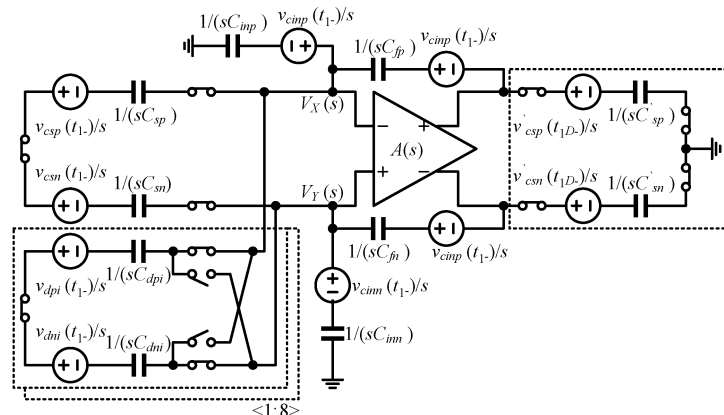 1/(sC_inp)
v_cinp(t_1-)/s
1/(sC_fp)
v_cinp(t_1-)/s
v_csp(t_1-)/s
1/(sC_sp)
V_X(s)
v`_csp(t_1D-)/s
1/(sC`_sp)
A(s)
v_csn(t_1-)/s
1/(sC_sn)
V_Y(s)
v`_csn(t_1D-)/s
1/(sC`_sn)
1/(sC_fn)
v_cinp(t_1-)/s
v_dpi(t_1-)/s
1/(sC_dpi)
v_cinn(t_1-)/s
v_dni(t_1-)/s
1/(sC_dni)
1/(sC_inn)
<1:8>